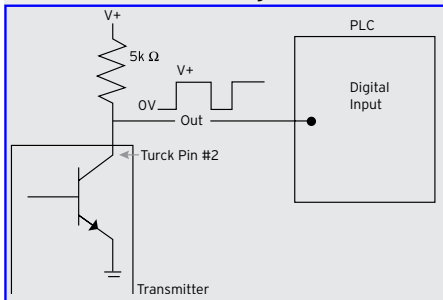 V+
PLC
5k Ω
V+
Digital
Input
0V
Out
Turck Pin #2
Transmitter